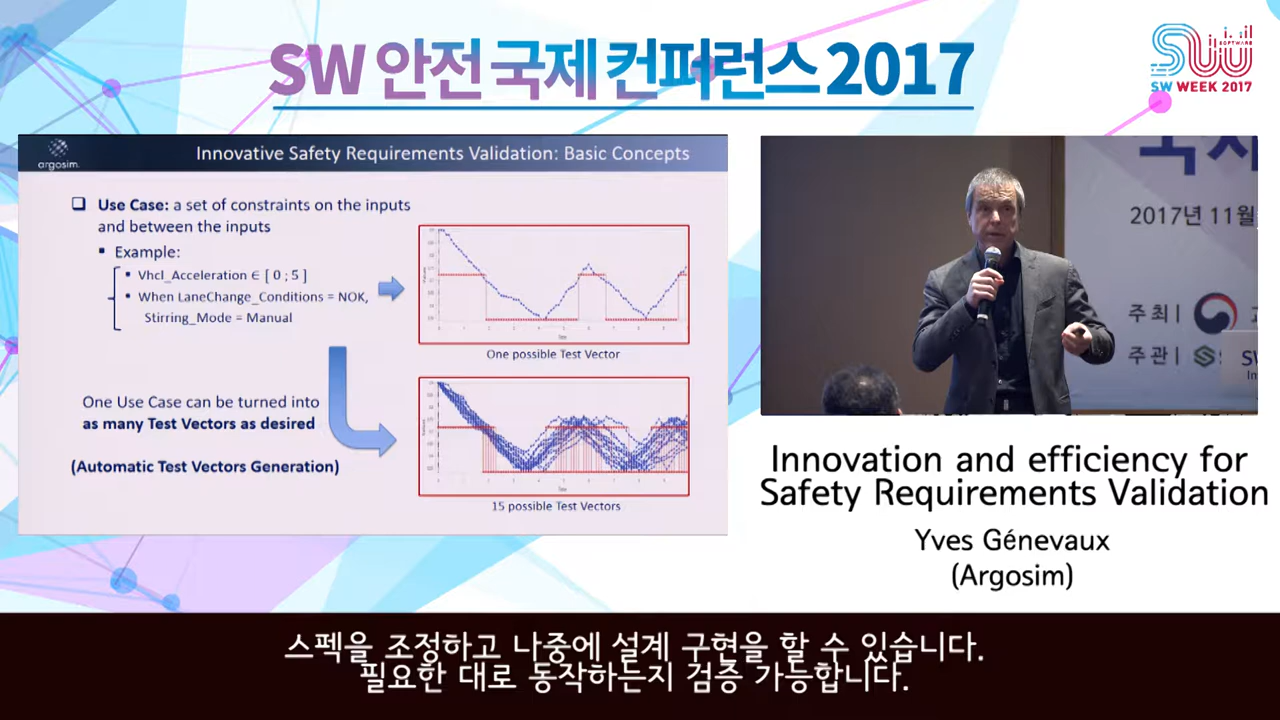 SW 안전 국제 컨퍼런스 2017
SOFTWARE
SW WEEK 2017
argosim
Innovative Safety Requirements Validation: Basic Concepts
Use Case: a set of constraints on the inputs
and between the inputs
Example:
Vhcl_Acceleration ∈ [ 0 ; 5 ]
When LaneChange_Conditions = NOK,
Stirring_Mode = Manual
One possible Test Vector
One Use Case can be turned into
as many Test Vectors as desired
(Automatic Test Vectors Generation)
15 possible Test Vectors
2017년 11월
주최 |
주관 |
Innovation and efficiency for
Safety Requirements Validation
Yves Génevaux
(Argosim)
스펙을 조정하고 나중에 설계 구현을 할 수 있습니다.
필요한 대로 동작하든지 검증 가능합니다.